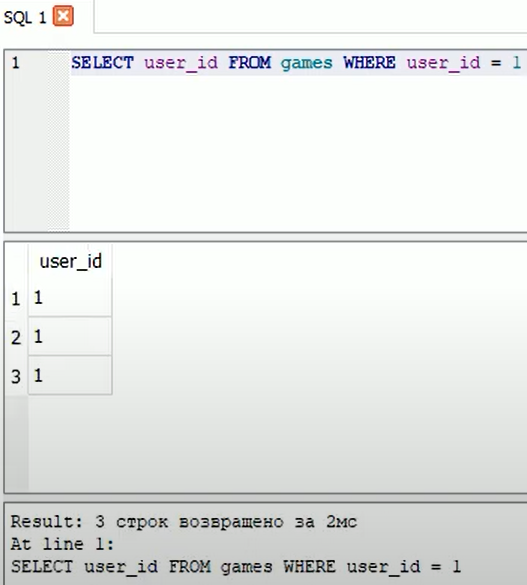 SQL 1
1 SELECT user_id FROM games WHERE user_id = 1
user_id
1 1
2 1
3 1
Result: 3 строк возвращено за 2мс
At line 1:
SELECT user_id FROM games WHERE user_id = 1